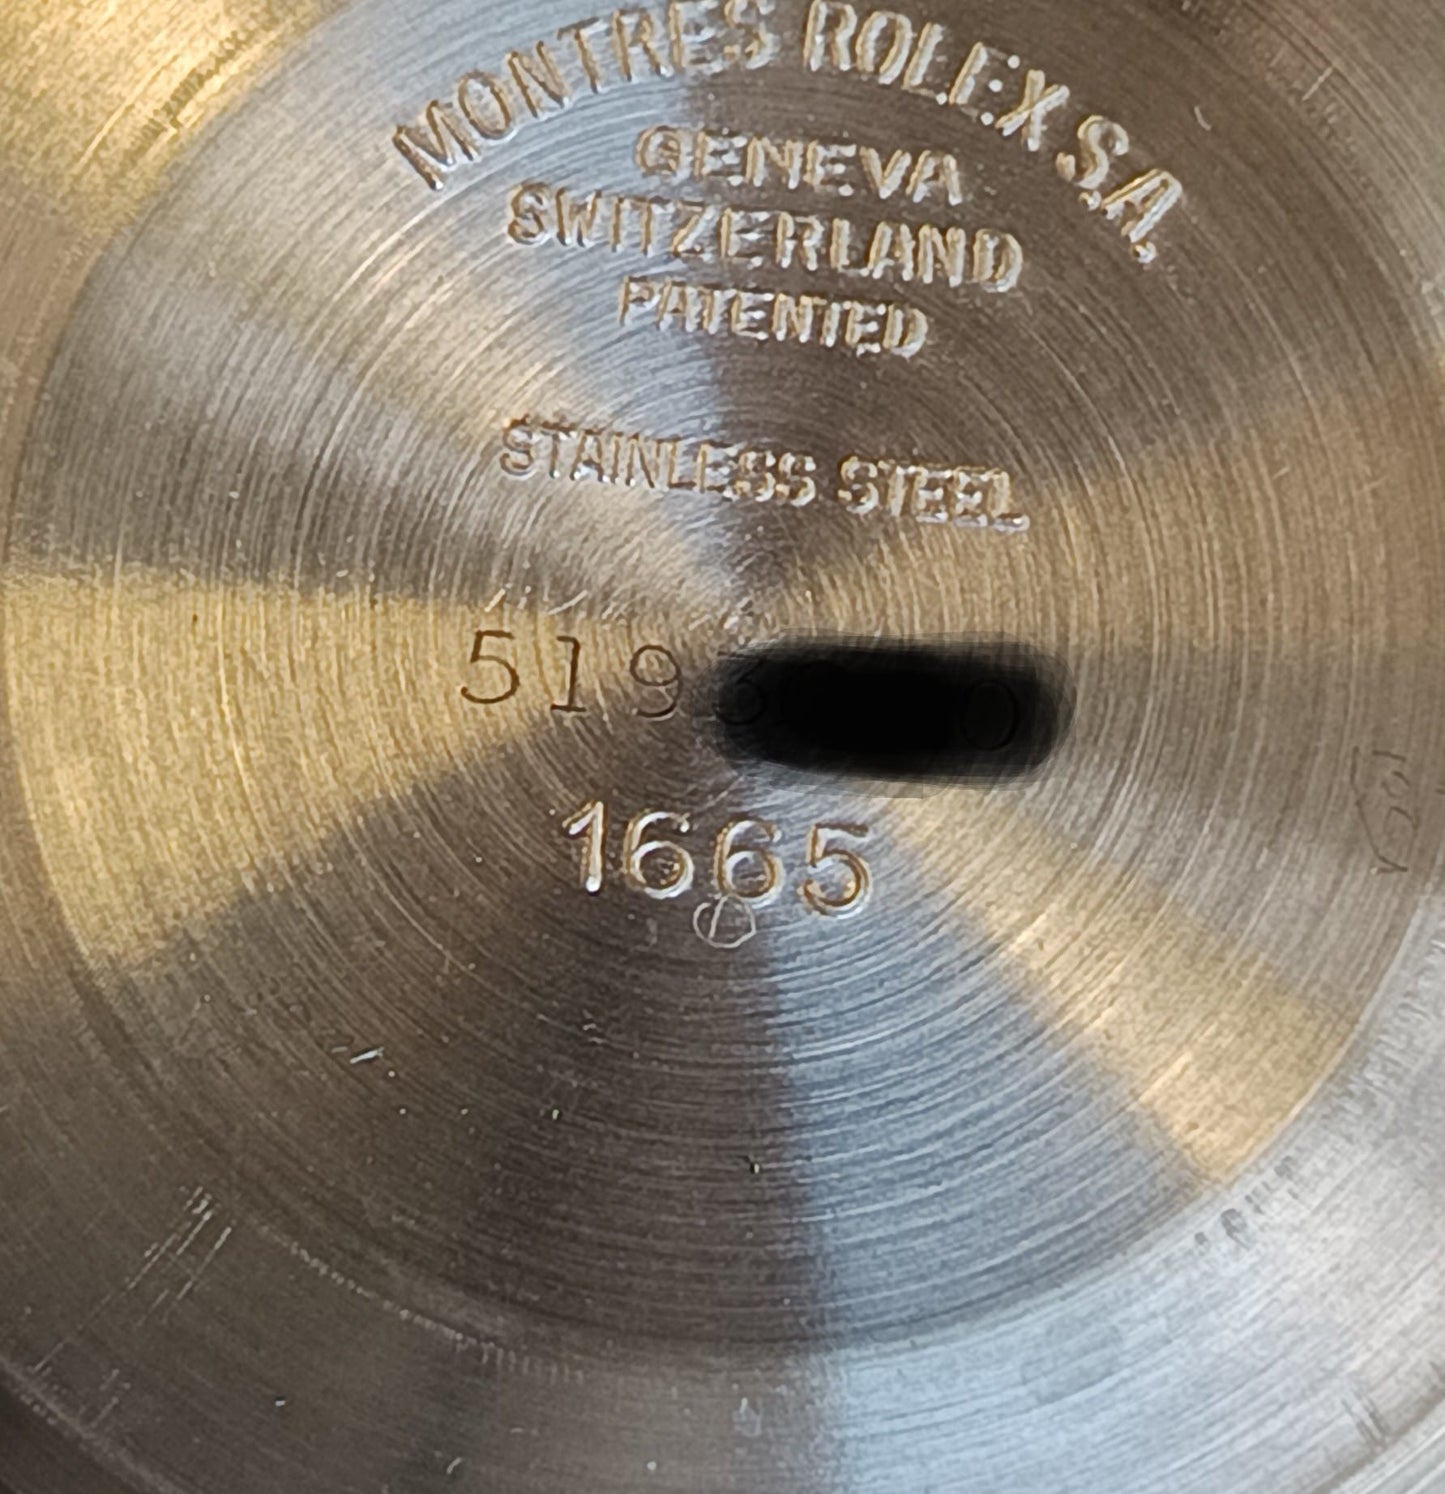 MONTRES ROLEX S.A.
GENEVA
SWITZERLAND
PATENTED
STAINLESS STEEL
519
1665